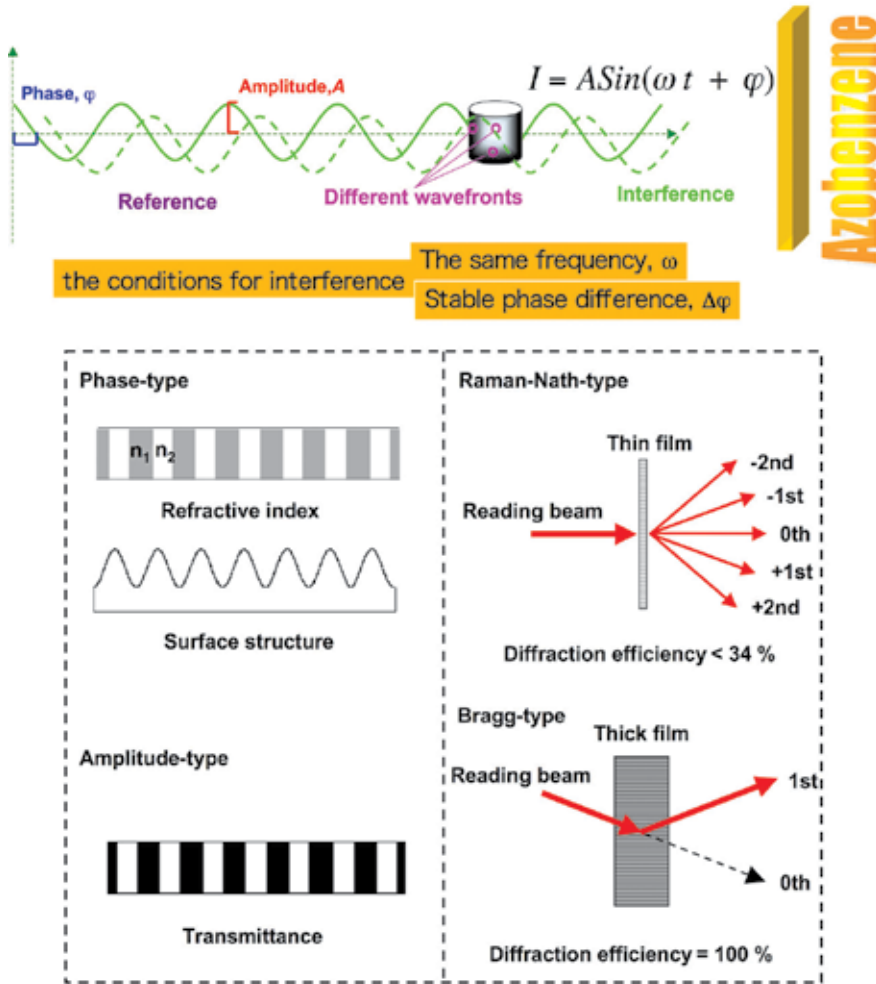 Phase, φ
Amplitude,A
I = ASin(ω t + φ)
Azobenzene
Reference
Different wavefronts
Interference
the conditions for interference
The same frequency, ω
Stable phase difference, Δφ
Phase-type
n1 n2
Refractive index
Surface structure
Amplitude-type
Transmittance
Raman-Nath-type
Thin film
Reading beam
-2nd
-1st
0th
+1st
+2nd
Diffraction efficiency < 34 %
Bragg-type
Thick film
Reading beam
1st
0th
Diffraction efficiency = 100 %